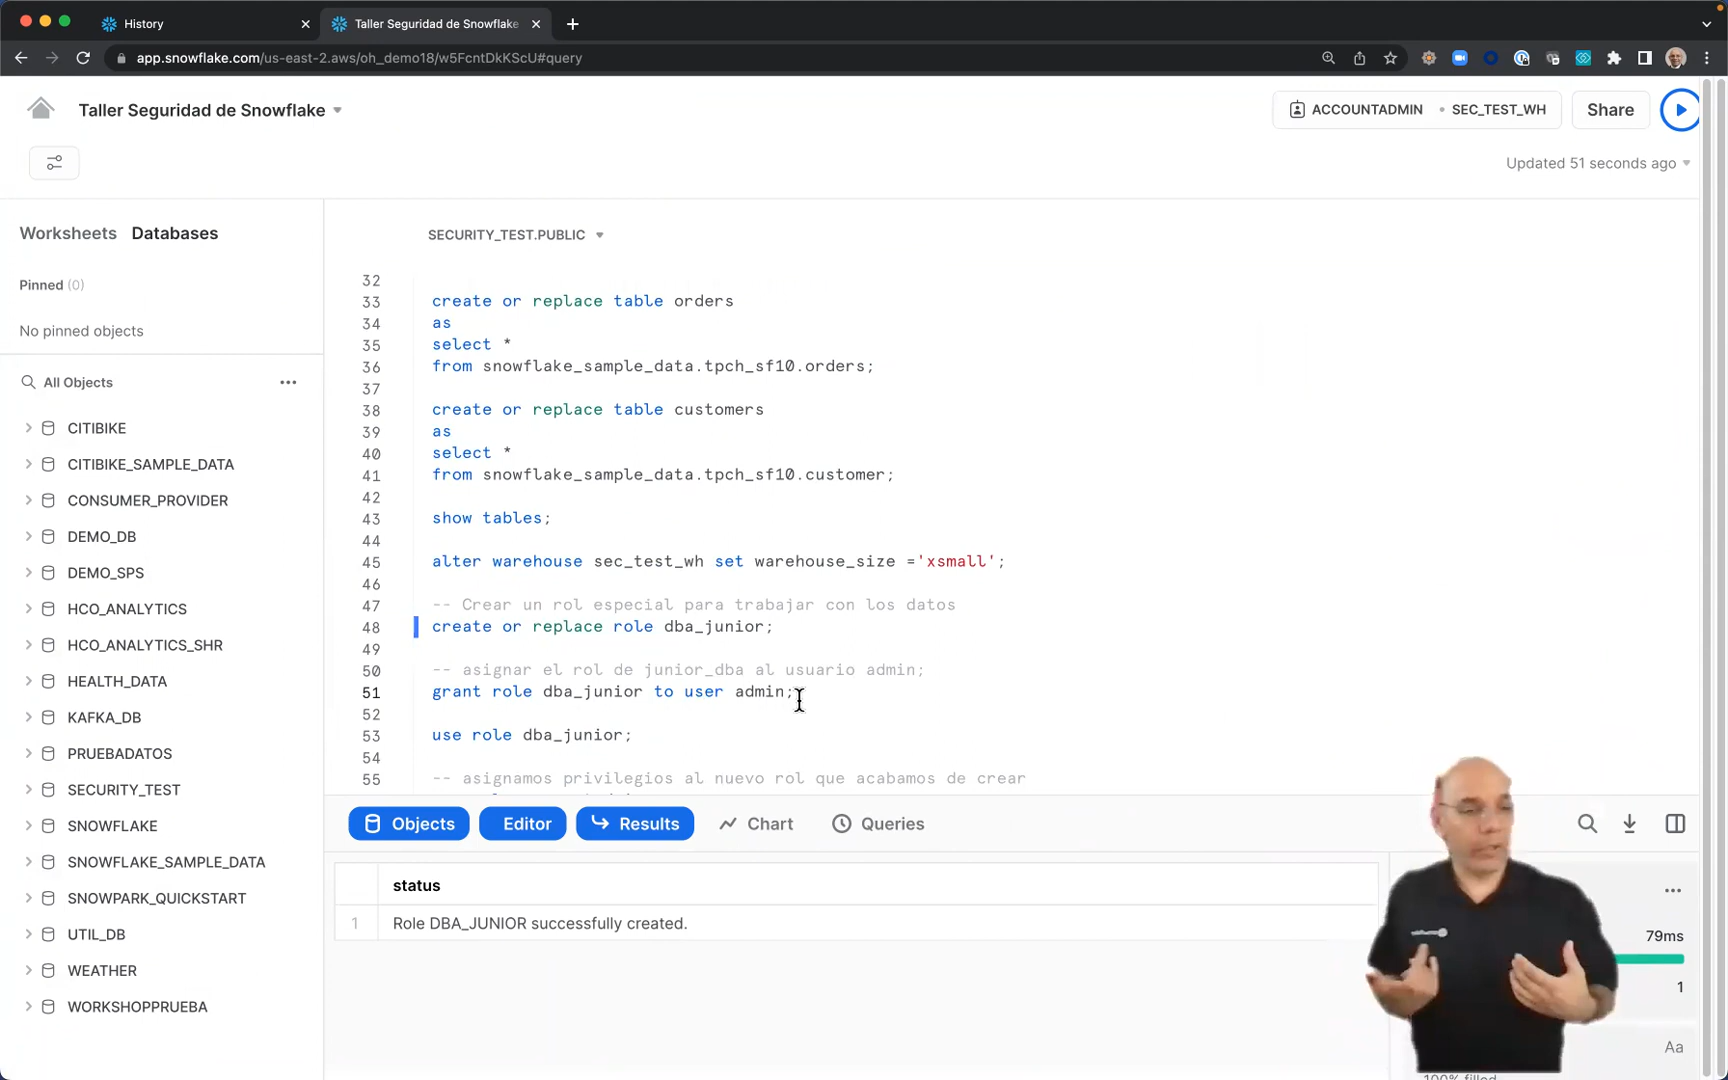 History
Taller Seguridad de Snowflake
app.snowflake.com/us-east-2.aws/oh_demo18/w5FcntDkKScU#query
Taller Seguridad de Snowflake
ACCOUNTADMIN • SEC_TEST_WH
Share
Updated 51 seconds ago
Worksheets Databases
Pinned (0)
No pinned objects
All Objects
CITIBIKE
CITIBIKE_SAMPLE_DATA
CONSUMER_PROVIDER
DEMO_DB
DEMO_SPS
HCO_ANALYTICS
HCO_ANALYTICS_SHR
HEALTH_DATA
KAFKA_DB
PRUEBADATOS
SECURITY_TEST
SNOWFLAKE
SNOWFLAKE_SAMPLE_DATA
SNOWPARK_QUICKSTART
UTIL_DB
WEATHER
WORKSHOPPRUEBA
SECURITY_TEST.PUBLIC
32
33 create or replace table orders
34 as
35 select *
36 from snowflake_sample_data.tpch_sf10.orders;
37
38 create or replace table customers
39 as
40 select *
41 from snowflake_sample_data.tpch_sf10.customer;
42
43 show tables;
44
45 alter warehouse sec_test_wh set warehouse_size ='xsmall';
46
47 -- Crear un rol especial para trabajar con los datos
48 create or replace role dba_junior;
49
50 -- asignar el rol de junior_dba al usuario admin;
51 grant role dba_junior to user admin;
52
53 use role dba_junior;
54
55 -- asignamos privilegios al nuevo rol que acabamos de crear
Objects Editor Results Chart Queries
status
1 Role DBA_JUNIOR successfully created.
79ms
1
Aa
100% filled